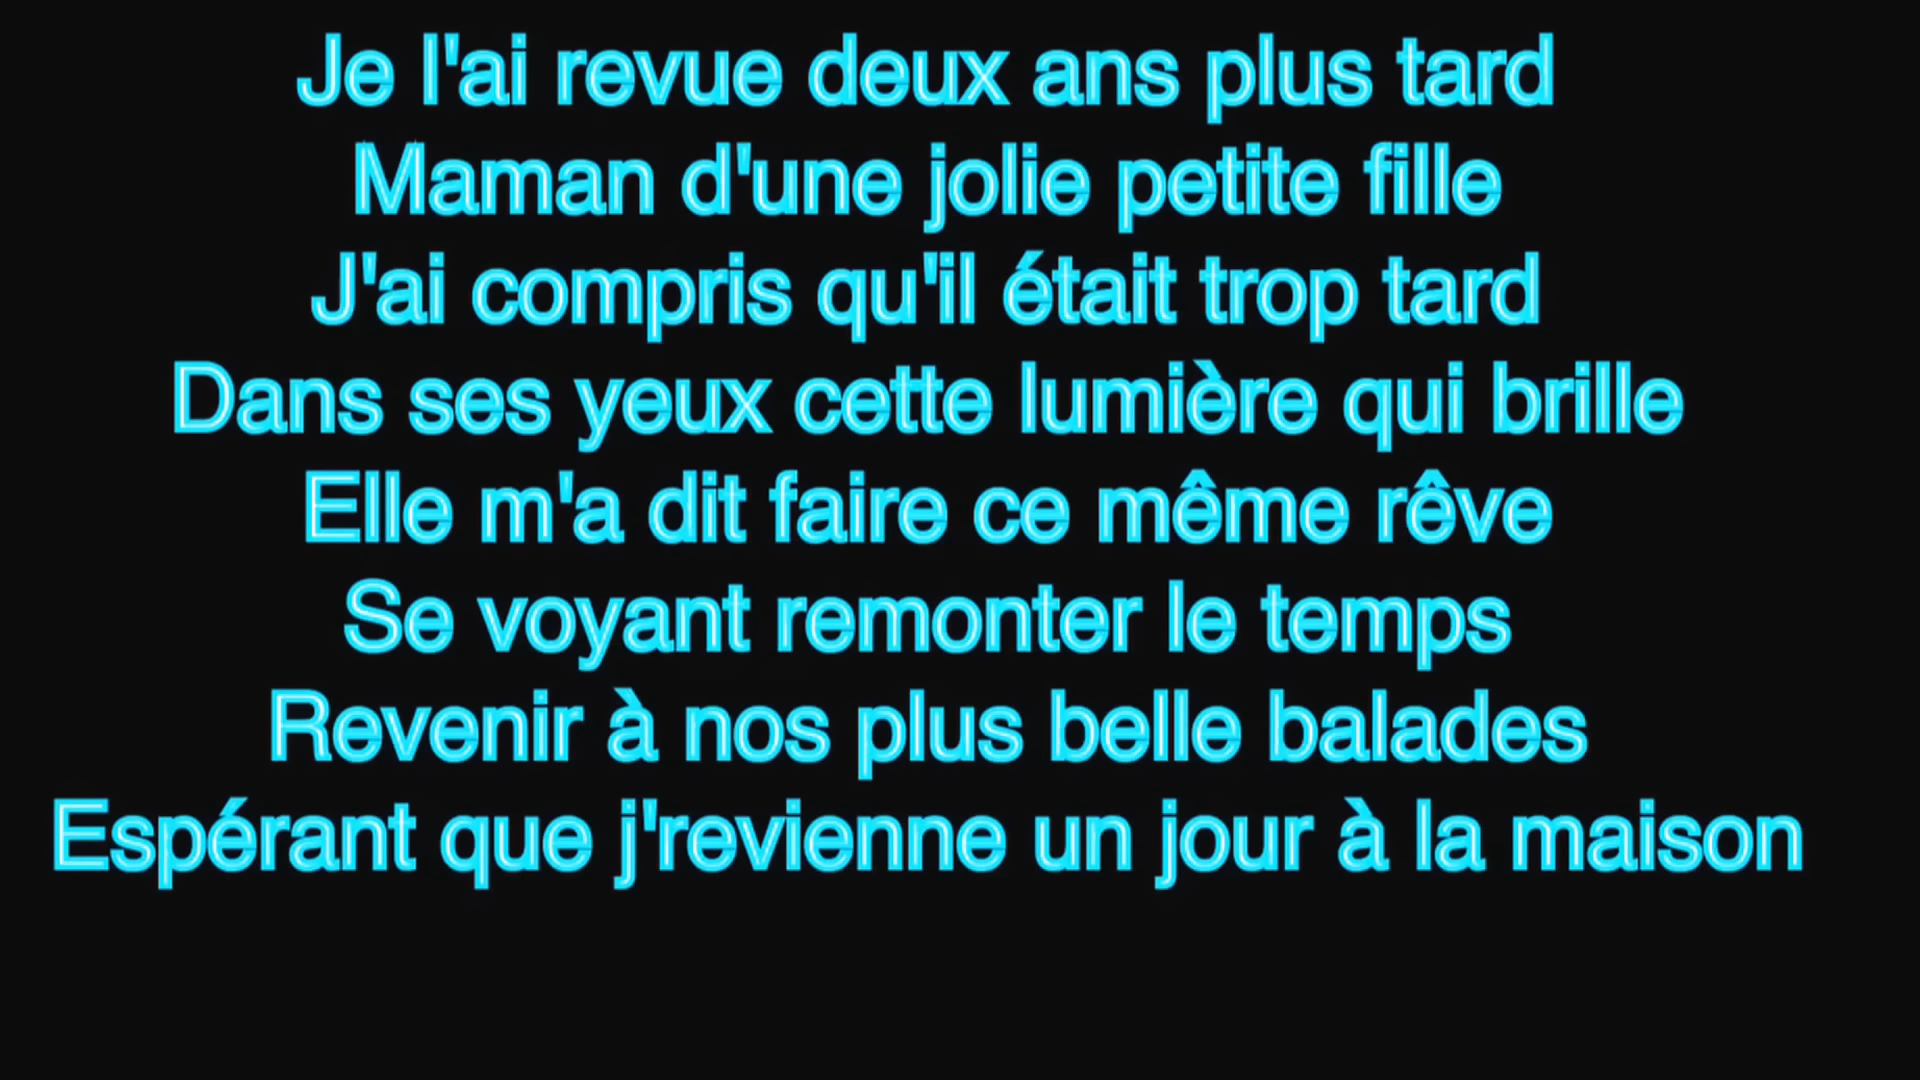 Je l'ai revue deux ans plus tard
Maman d'une jolie petite fille
J'ai compris qu'il était trop tard
Dans ses yeux cette lumière qui brille
Elle m'a dit faire ce même rêve
Se voyant remonter le temps
Revenir à nos plus belle balades
Espérant que j'revienne un jour à la maison